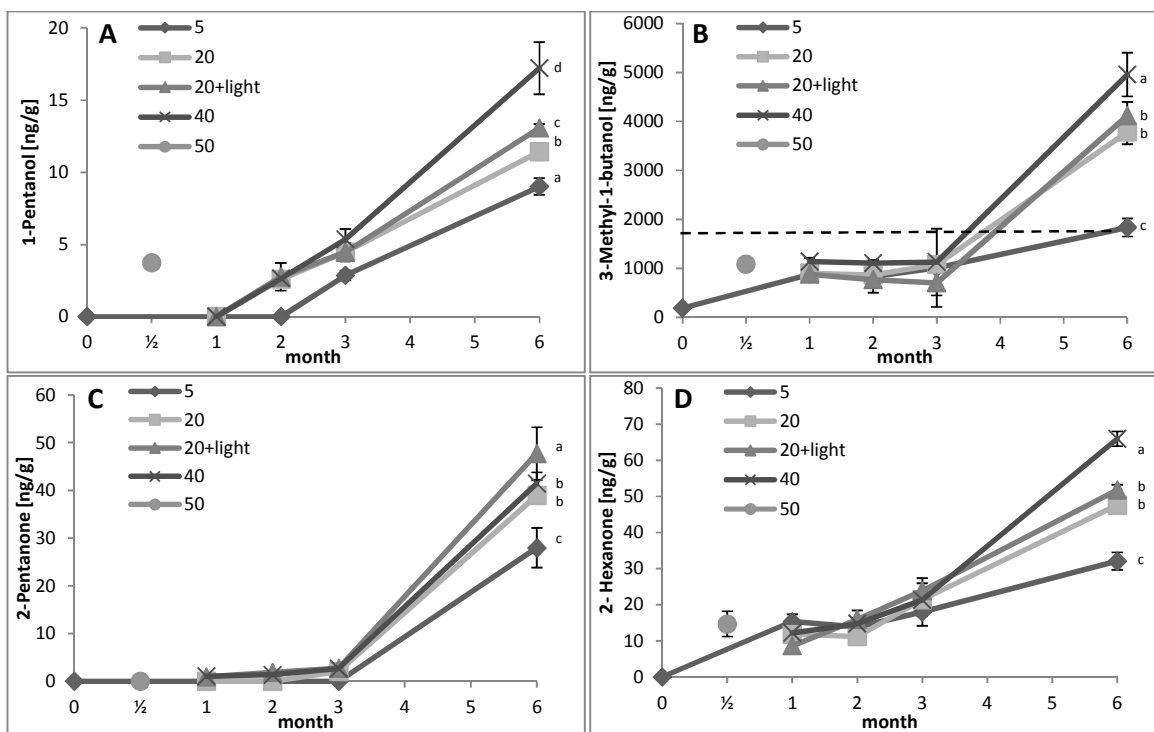 A
5
20
20+light
40
50
1-Pentanol [ng/g]
20
15
10
5
0
d
c
b
a
0 ½ 1 2 3 4 5 6
month
B
5
20
20+light
40
50
3-Methyl-1-butanol [ng/g]
6000
5000
4000
3000
2000
1000
0
a
b
b
c
0 ½ 1 2 3 4 5 6
month
C
5
20
20+light
40
50
2-Pentanone [ng/g]
60
50
40
30
20
10
0
a
b
b
c
0 ½ 1 2 3 4 5 6
month
D
5
20
20+light
40
50
2- Hexanone [ng/g]
80
70
60
50
40
30
20
10
0
a
b
b
c
0 ½ 1 2 3 4 5 6
month